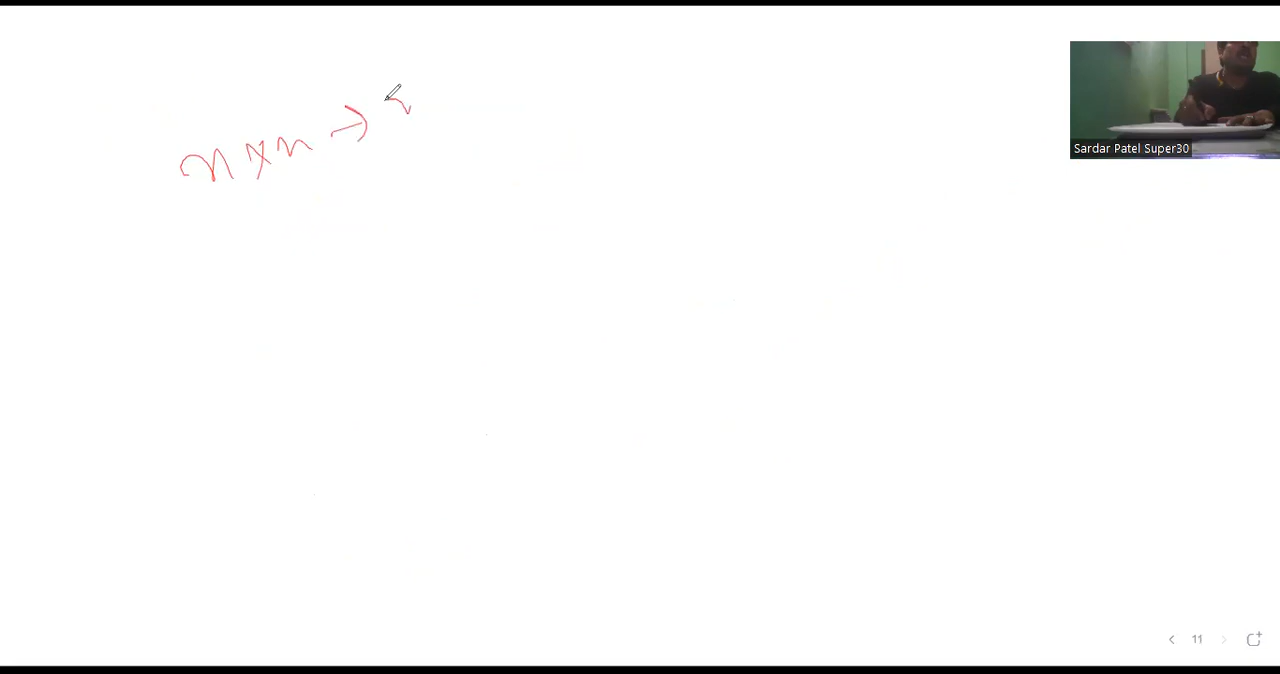 n × n →
Sardar Patel Super30
11